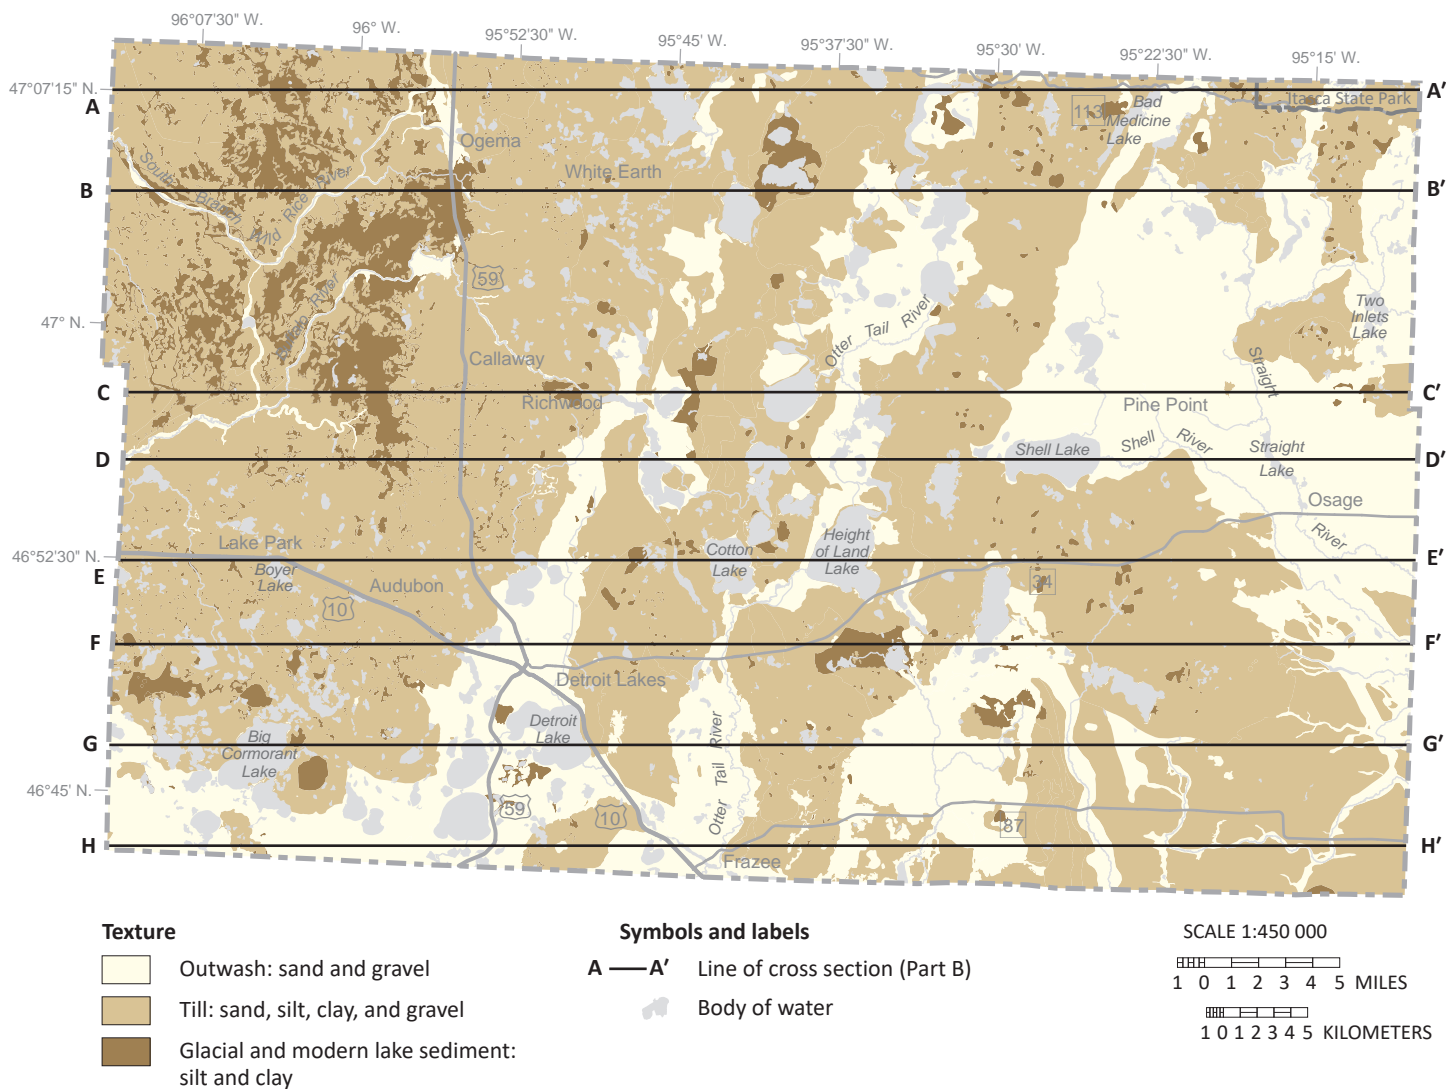 96°07'30" W.
96° W.
95°52'30" W.
95°45' W.
95°37'30" W.
95°30' W.
95°22'30" W.
95°15' W.
47°07'15" N.
A
A'
Itasca State Park
113
Bad
Medicine
Lake
Ogema
White Earth
South
Branch
Wild
Rice
River
B
B'
59
Buffalo
River
47° N.
Otter
Tail
River
Two
Inlets
Lake
Straight
Callaway
C
C'
Richwood
Pine Point
D
D'
Shell Lake
Shell
River
Straight
Lake
Osage
River
Lake Park
46°52'30" N.
E
E'
Boyer
Lake
Audubon
10
Cotton
Lake
Height
of Land
Lake
34
F
F'
Detroit Lakes
Detroit
Lake
Otter
Tail
River
G
G'
Big
Cormorant
Lake
46°45' N.
59
10
87
H
H'
Frazee
Texture
Outwash: sand and gravel
Till: sand, silt, clay, and gravel
Glacial and modern lake sediment:
silt and clay
Symbols and labels
A A' Line of cross section (Part B)
Body of water
SCALE 1:450 000
1 0 1 2 3 4 5 MILES
1 0 1 2 3 4 5 KILOMETERS